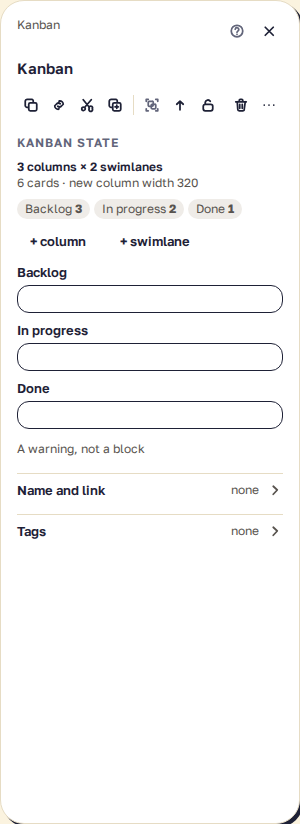 Kanban
Kanban
KANBAN STATE
3 columns × 2 swimlanes
6 cards · new column width 320
Backlog 3 In progress 2 Done 1
+ column + swimlane
Backlog
In progress
Done
A warning, not a block
Name and link none
Tags none